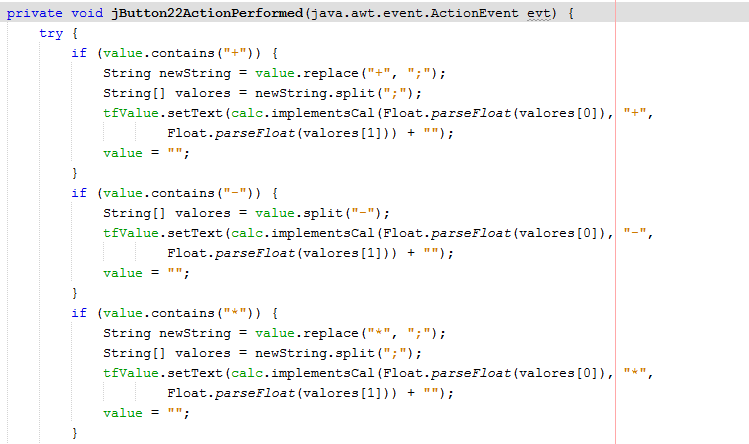 private void jButton22ActionPerformed(java.awt.event.ActionEvent evt) {
    try {
        if (value.contains("+")) {
            String newString = value.replace("+", ";");
            String[] valores = newString.split(";");
            tfValue.setText(calc.implementsCal(Float.parseFloat(valores[0]), "+",
                    Float.parseFloat(valores[1])) + "");
            value = "";
        }
        if (value.contains("-")) {
            String[] valores = value.split("-");
            tfValue.setText(calc.implementsCal(Float.parseFloat(valores[0]), "-",
                    Float.parseFloat(valores[1])) + "");
            value = "";
        }
        if (value.contains("*")) {
            String newString = value.replace("*", ";");
            String[] valores = newString.split(";");
            tfValue.setText(calc.implementsCal(Float.parseFloat(valores[0]), "*",
                    Float.parseFloat(valores[1])) + "");
            value = "";
        }